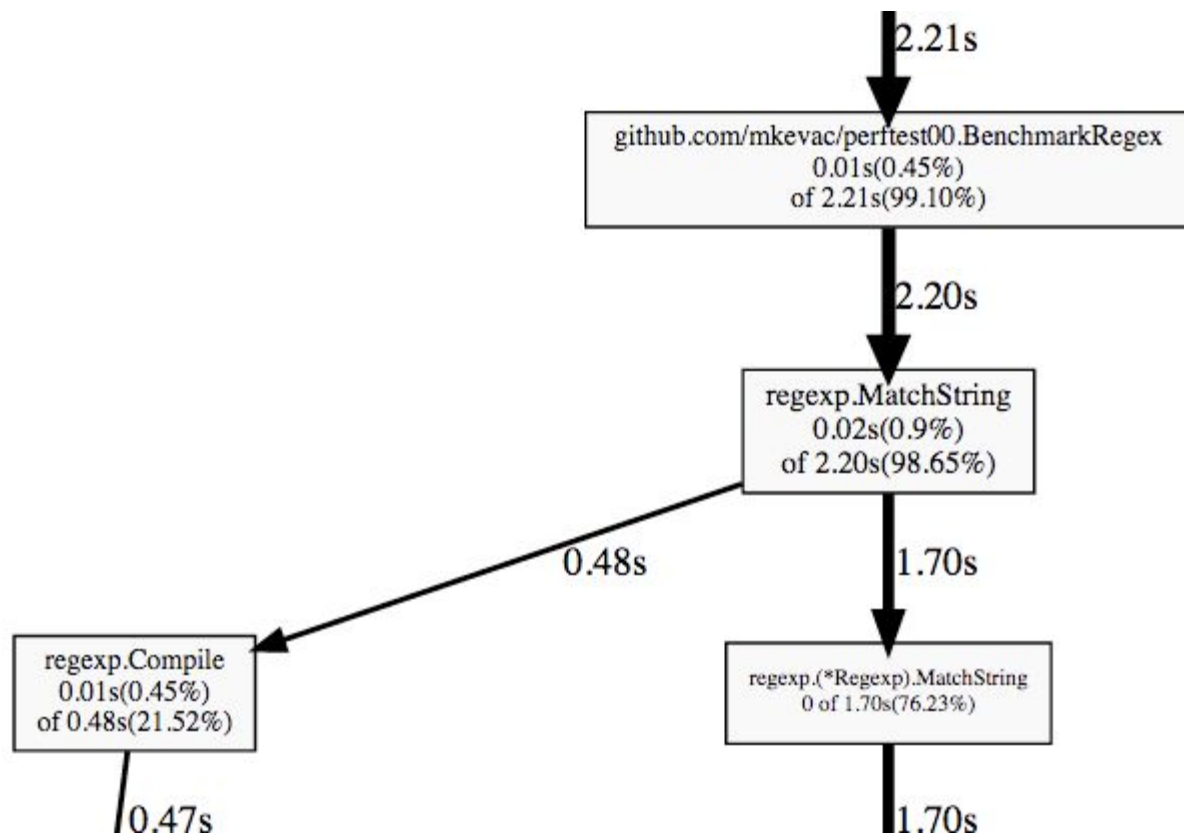 2.21s
github.com/mkevac/perftest00.BenchmarkRegex
0.01s(0.45%)
of 2.21s(99.10%)
2.20s
regexp.MatchString
0.02s(0.9%)
of 2.20s(98.65%)
0.48s
1.70s
regexp.Compile
0.01s(0.45%)
of 0.48s(21.52%)
regexp.(*Regexp).MatchString
0 of 1.70s(76.23%)
0.47s
1.70s